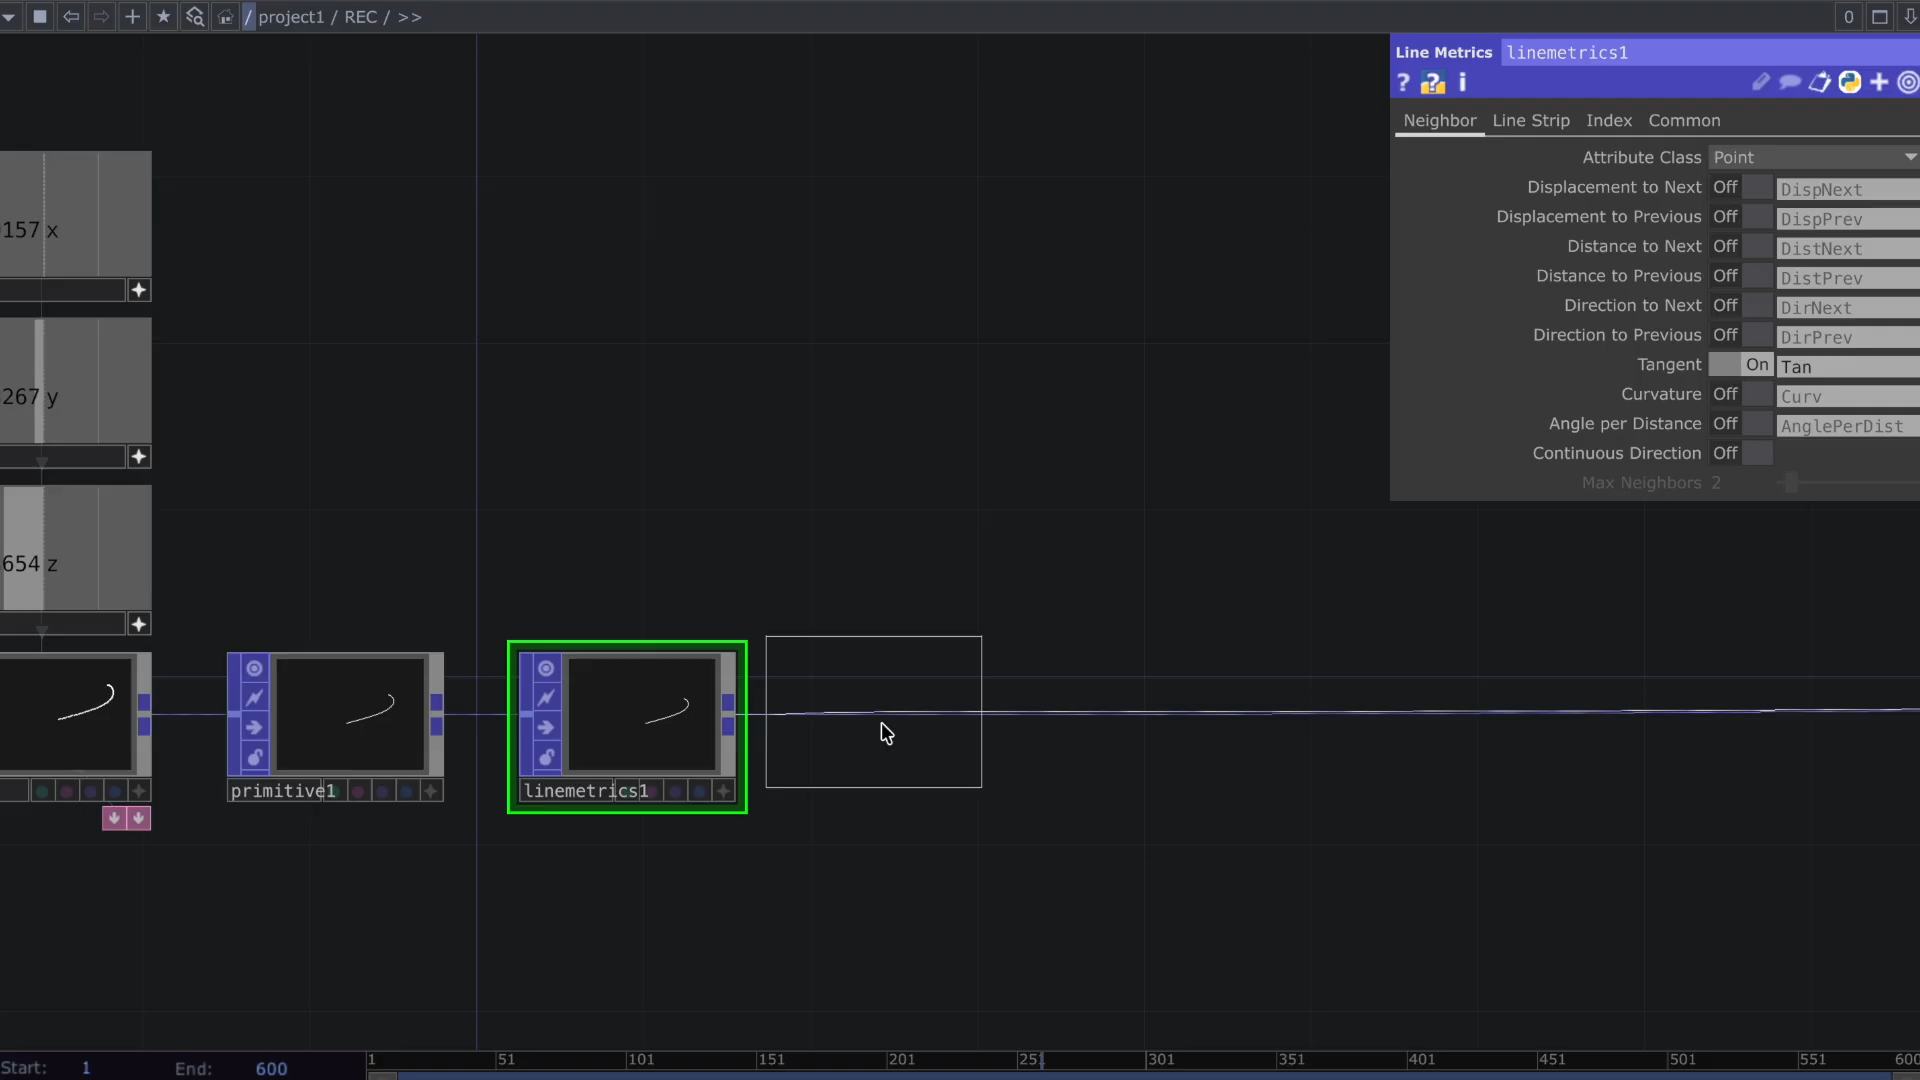 / project1 / REC / >>
0
Line Metrics linemetrics1
? ? i
Neighbor Line Strip Index Common
Attribute Class Point
Displacement to Next Off DispNext
Displacement to Previous Off DispPrev
Distance to Next Off DistNext
Distance to Previous Off DistPrev
Direction to Next Off DirNext
Direction to Previous Off DirPrev
Tangent On Tan
Curvature Off Curv
Angle per Distance Off AnglePerDist
Continuous Direction Off
Max Neighbors 2
157 x
267 y
654 z
primitive1
linemetrics1
1 51 101 151 201 251 301 351 401 451 501 551 600
Start: 1 End: 600